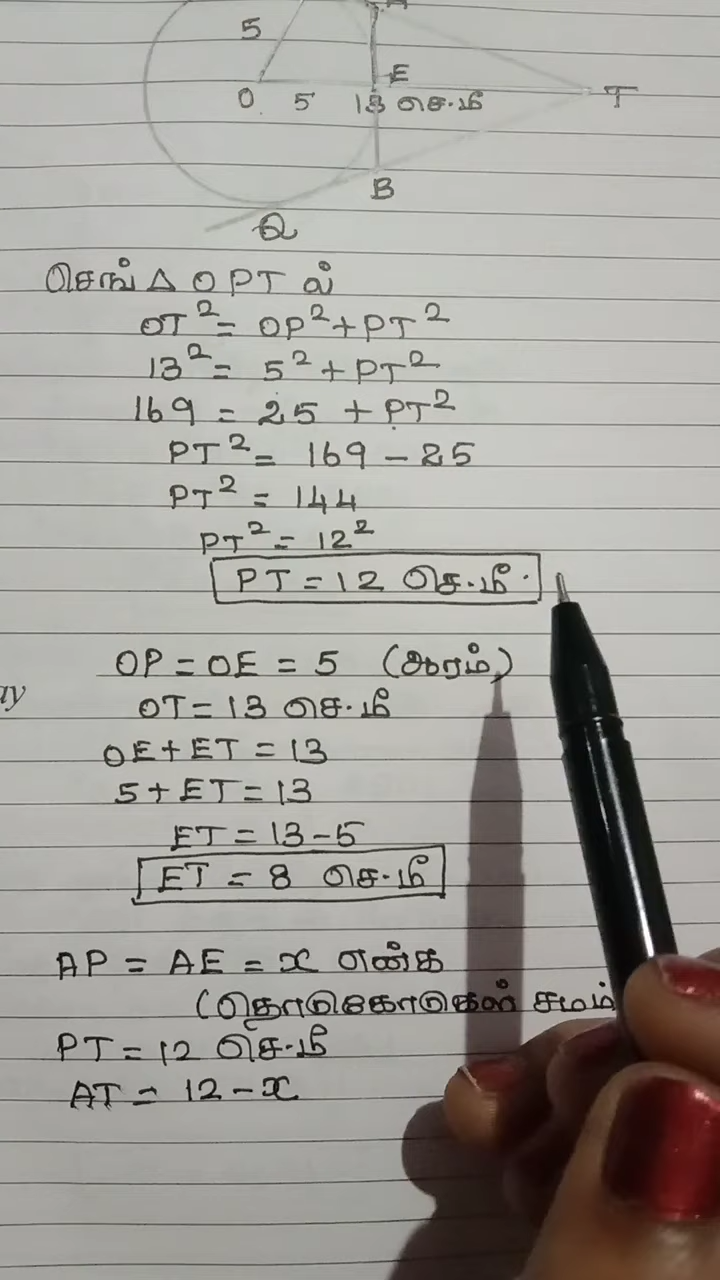 5
A
E
O 5 13 செ.மீ T
B
Q
செங் Δ OPT ல்
OT² = OP² + PT²
13² = 5² + PT²
169 = 25 + PT²
PT² = 169 - 25
PT² = 144
PT² = 12²
PT = 12 செ.மீ.
OP = OE = 5 (ஆரம்)
ay
OT = 13 செ.மீ
OE + ET = 13
5 + ET = 13
ET = 13 - 5
ET = 8 செ.மீ
AP = AE = x என்க
(தொடுகோடுகள் சமம்
PT = 12 செ.மீ
AT = 12 - x